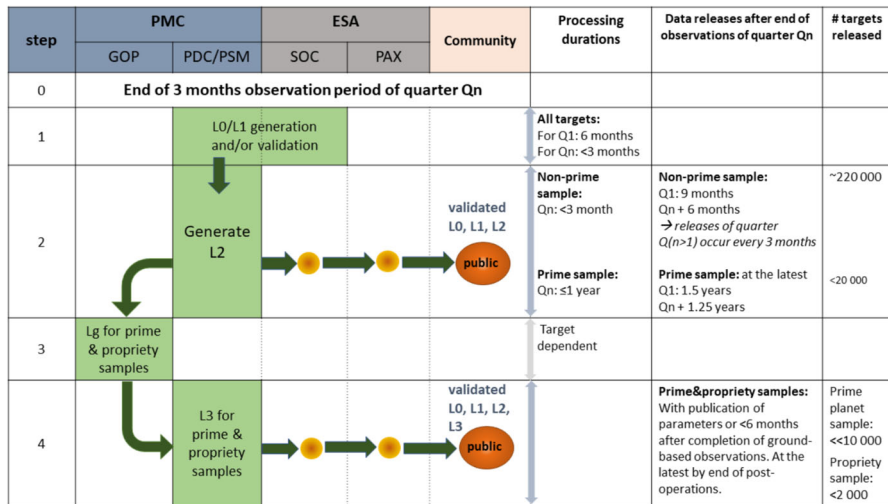 step
PMC
ESA
Community
Processing
durations
Data releases after end of
observations of quarter Qn
# targets
released
GOP
PDC/PSM
SOC
PAX
0
End of 3 months observation period of quarter Qn
1
L0/L1 generation
and/or validation
All targets:
For Q1: 6 months
For Qn: <3 months
2
Generate
L2
validated
L0, L1, L2
public
Non-prime
sample:
Qn: <3 month
Prime sample:
Qn: ≤1 year
Non-prime sample:
Q1: 9 months
Qn + 6 months
→ releases of quarter
Q(n>1) occur every 3 months
Prime sample: at the latest
Q1: 1.5 years
Qn + 1.25 years
~220 000
<20 000
3
Lg for prime
& propriety
samples
Target
dependent
4
L3 for
prime &
propriety
samples
validated
L0, L1, L2,
L3
public
Prime&propriety samples:
With publication of
parameters or <6 months
after completion of ground-
based observations. At the
latest by end of post-
operations.
Prime
planet
sample:
<<10 000
Propriety
sample:
<2 000